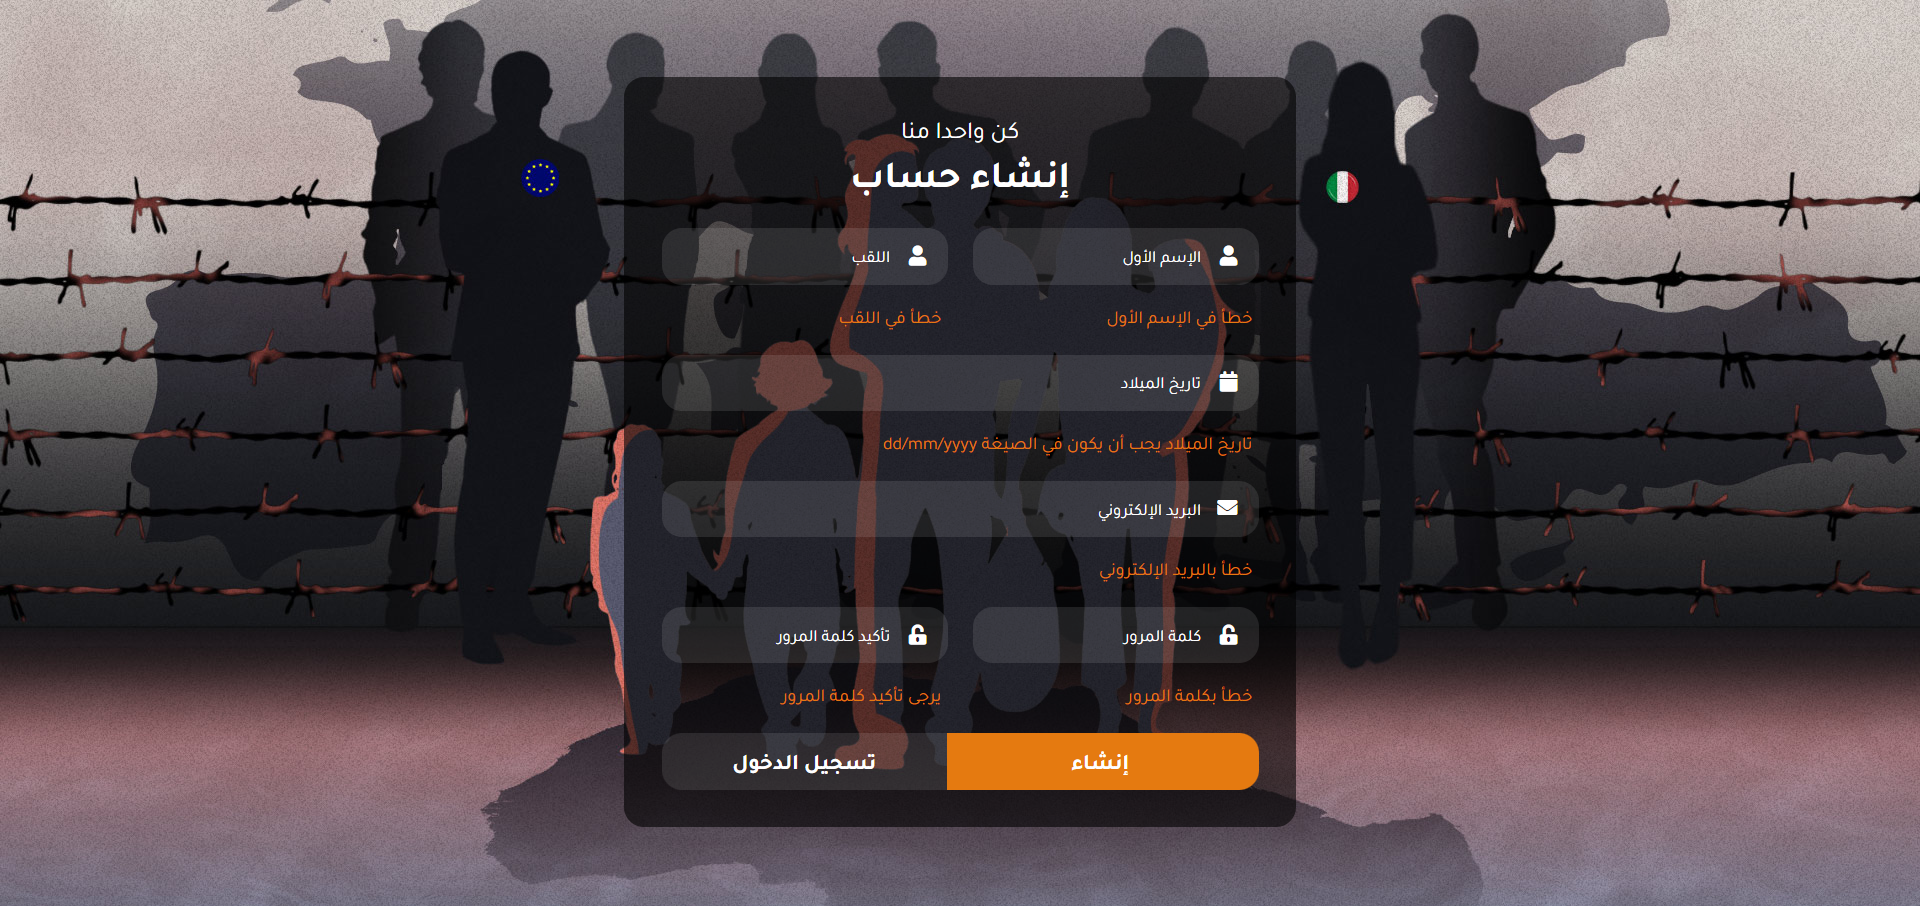 كن واحدا منا
إنشاء حساب
الإسم الأول
اللقب
خطأ في الإسم الأول
خطأ في اللقب
تاريخ الميلاد
تاريخ الميلاد يجب أن يكون في الصيغة dd/mm/yyyy
البريد الإلكتروني
خطأ بالبريد الإلكتروني
كلمة المرور
تأكيد كلمة المرور
خطأ بكلمة المرور
يرجى تأكيد كلمة المرور
إنشاء
تسجيل الدخول